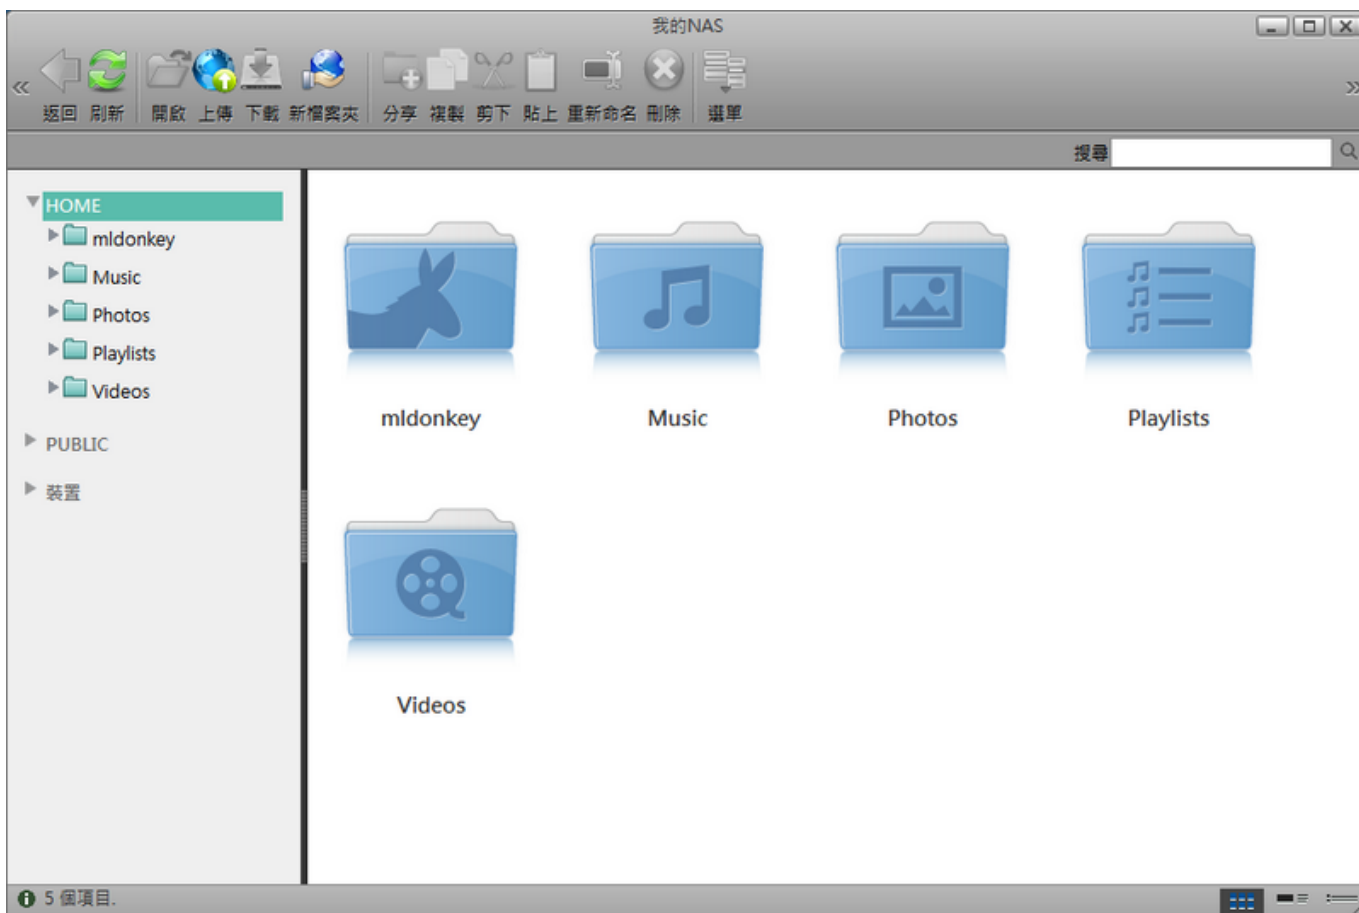 我的NAS
返回 刷新 開啟 上傳 下載 新檔案夾 分享 複製 剪下 貼上 重新命名 刪除 選單
搜尋
HOME
mldonkey
Music
Photos
Playlists
Videos
PUBLIC
裝置
mldonkey Music Photos Playlists
Videos
5 個項目.